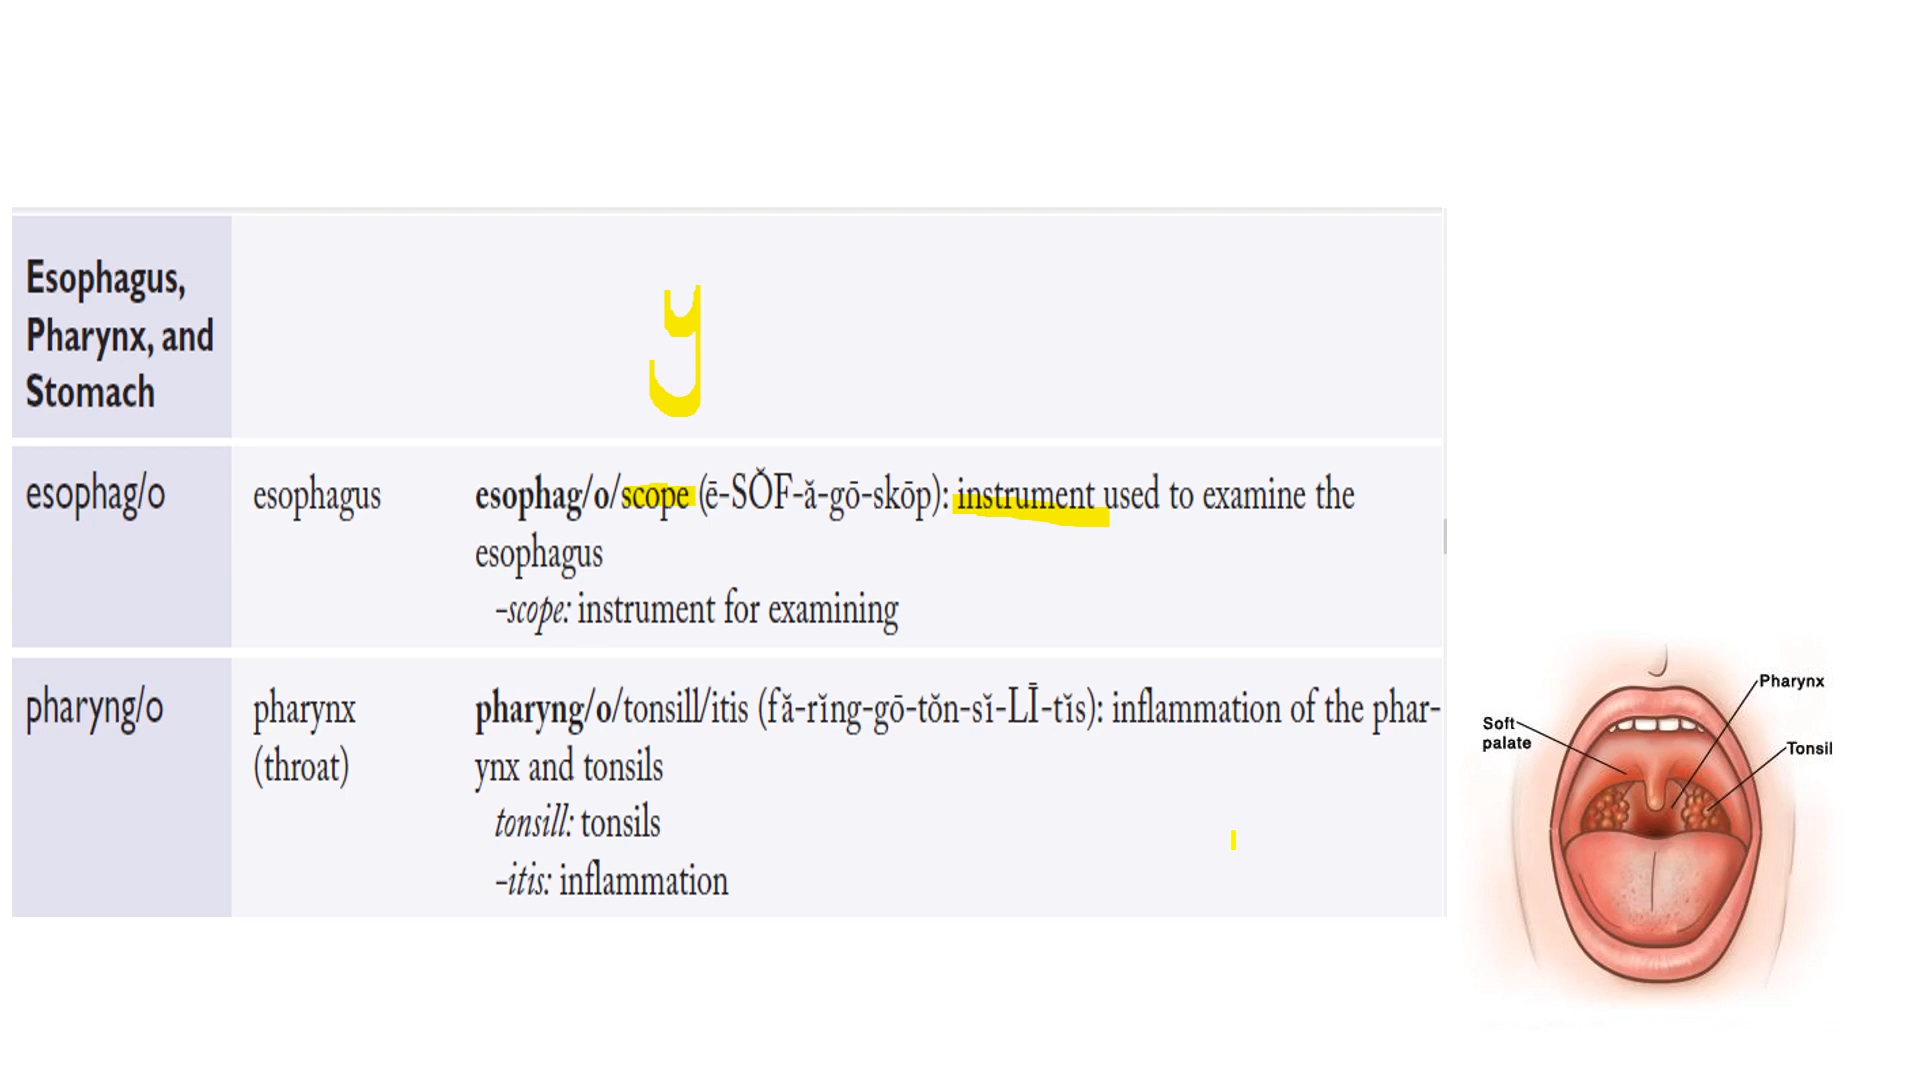 Esophagus,
Pharynx, and
Stomach
y
esophag/o
esophagus
esophag/o/scope (ē-SŎF-ă-gō-skōp): instrument used to examine the
esophagus
–scope: instrument for examining
pharyng/o
pharynx
(throat)
pharyng/o/tonsill/itis (fă-rĭng-gō-tŏn-sĭ-LĪ-tĭs): inflammation of the phar-
ynx and tonsils
tonsill: tonsils
–itis: inflammation
Pharynx
Soft
palate
Tonsil